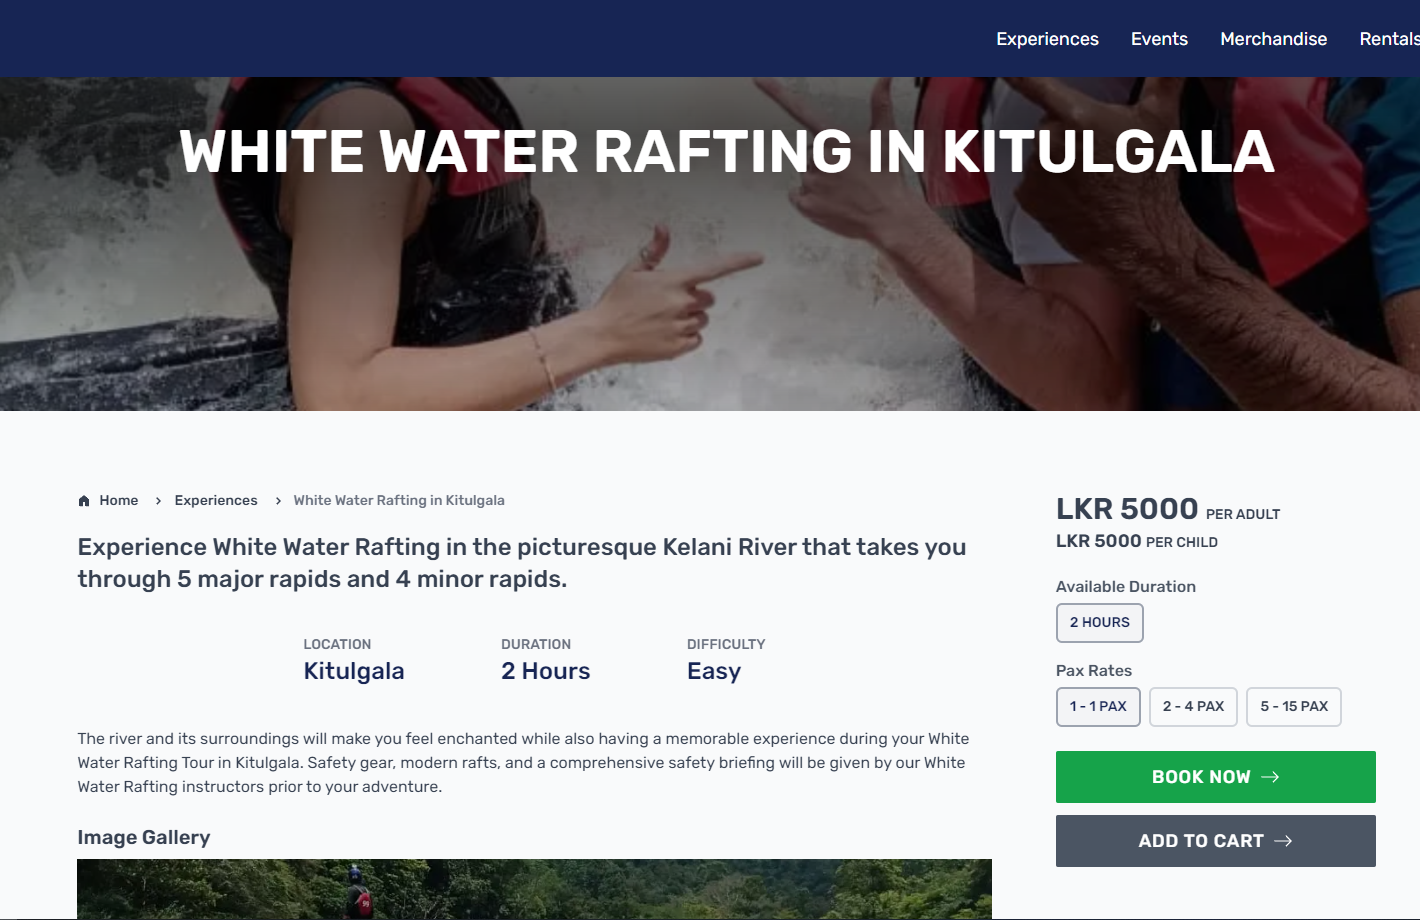 Experiences Events Merchandise Rentals
WHITE WATER RAFTING IN KITULGALA
Home > Experiences > White Water Rafting in Kitulgala
Experience White Water Rafting in the picturesque Kelani River that takes you
through 5 major rapids and 4 minor rapids.
LOCATION DURATION DIFFICULTY
Kitulgala 2 Hours Easy
The river and its surroundings will make you feel enchanted while also having a memorable experience during your White
Water Rafting Tour in Kitulgala. Safety gear, modern rafts, and a comprehensive safety briefing will be given by our White
Water Rafting instructors prior to your adventure.
Image Gallery
LKR 5000 PER ADULT
LKR 5000 PER CHILD
Available Duration
2 HOURS
Pax Rates
1 - 1 PAX 2 - 4 PAX 5 - 15 PAX
BOOK NOW →
ADD TO CART →